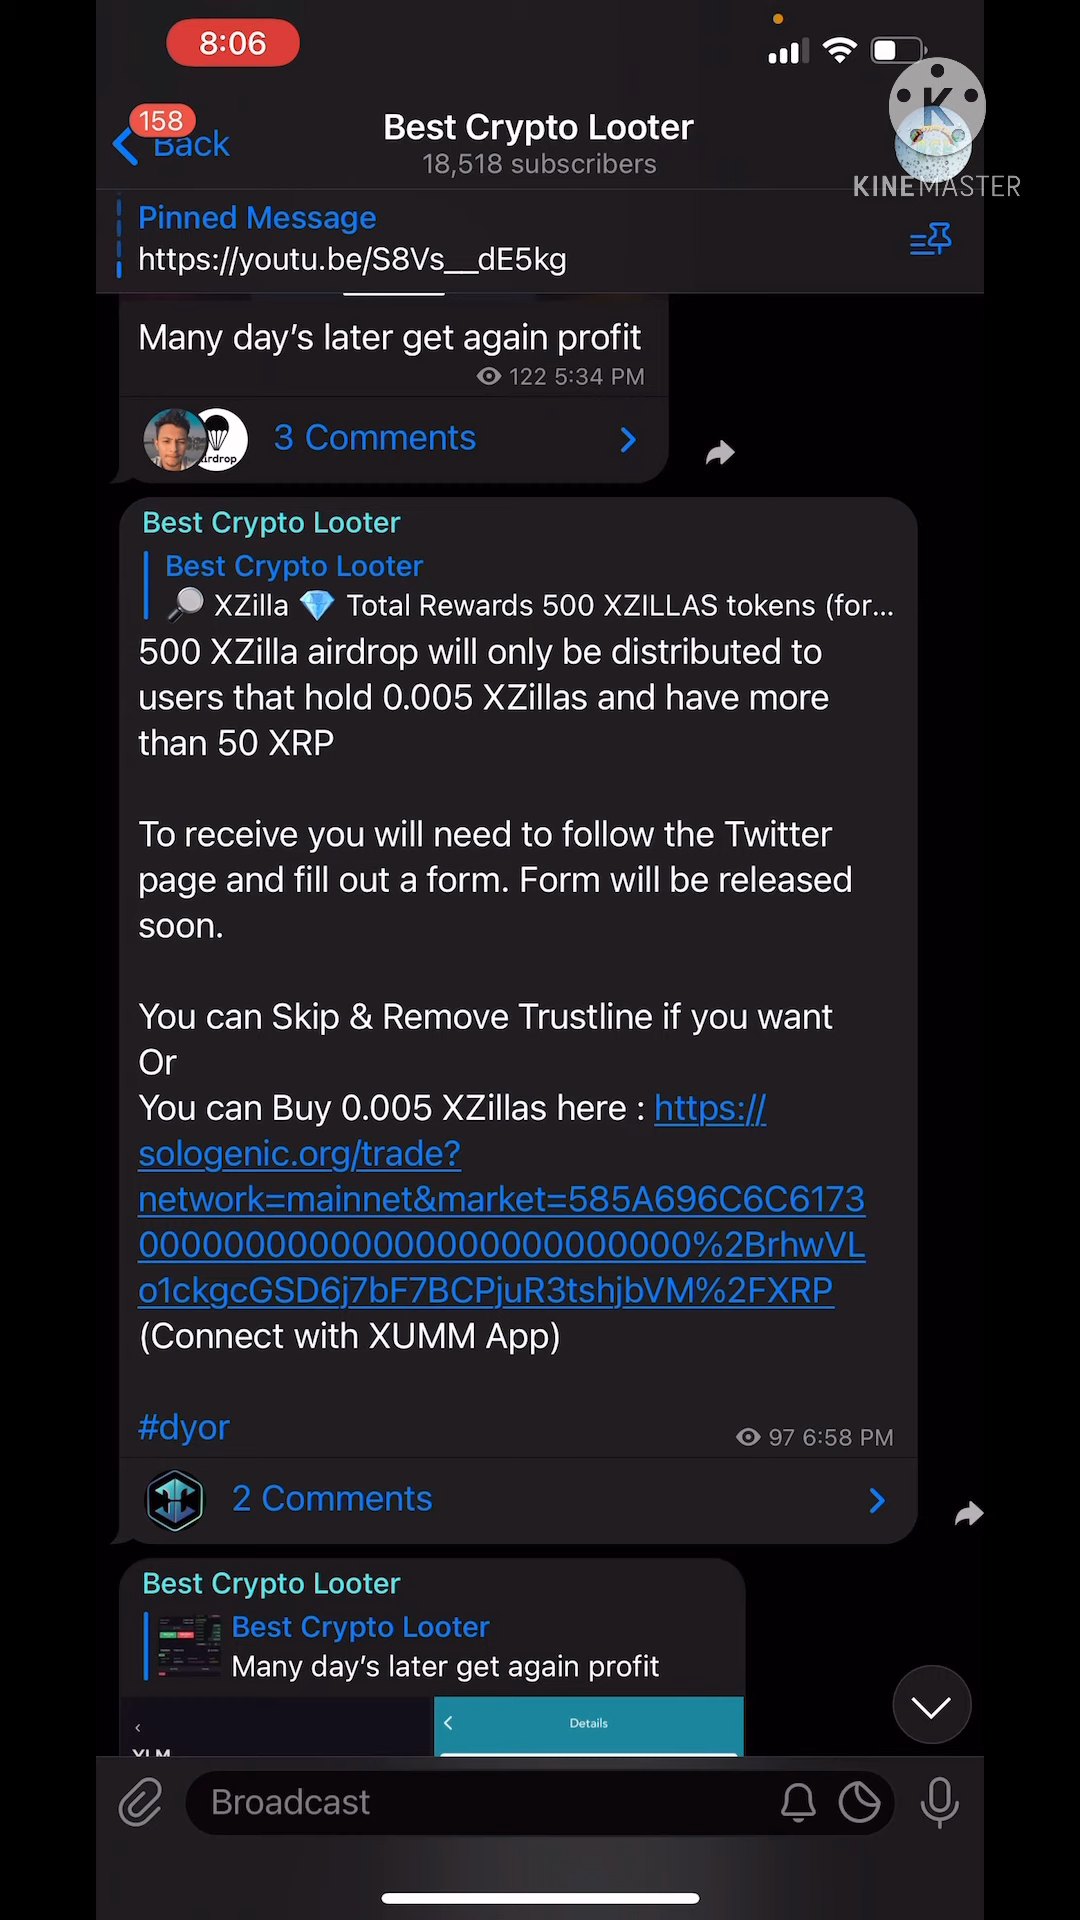 8:06
158
Back
Best Crypto Looter
18,518 subscribers
K
KINEMASTER
Pinned Message
https://youtu.be/S8Vs__dE5kg
Many day's later get again profit
122 5:34 PM
airdrop
3 Comments
Best Crypto Looter
Best Crypto Looter
🔎 XZilla 💎 Total Rewards 500 XZILLAS tokens (for...
500 XZilla airdrop will only be distributed to
users that hold 0.005 XZillas and have more
than 50 XRP
To receive you will need to follow the Twitter
page and fill out a form. Form will be released
soon.
You can Skip & Remove Trustline if you want
Or
You can Buy 0.005 XZillas here : https://
sologenic.org/trade?
network=mainnet&market=585A696C6C6173
00000000000000000000000000%2BrhwVL
o1ckgcGSD6j7bF7BCPjuR3tshjbVM%2FXRP
(Connect with XUMM App)
#dyor
97 6:58 PM
2 Comments
Best Crypto Looter
Best Crypto Looter
Many day's later get again profit
Details
XLM
Broadcast